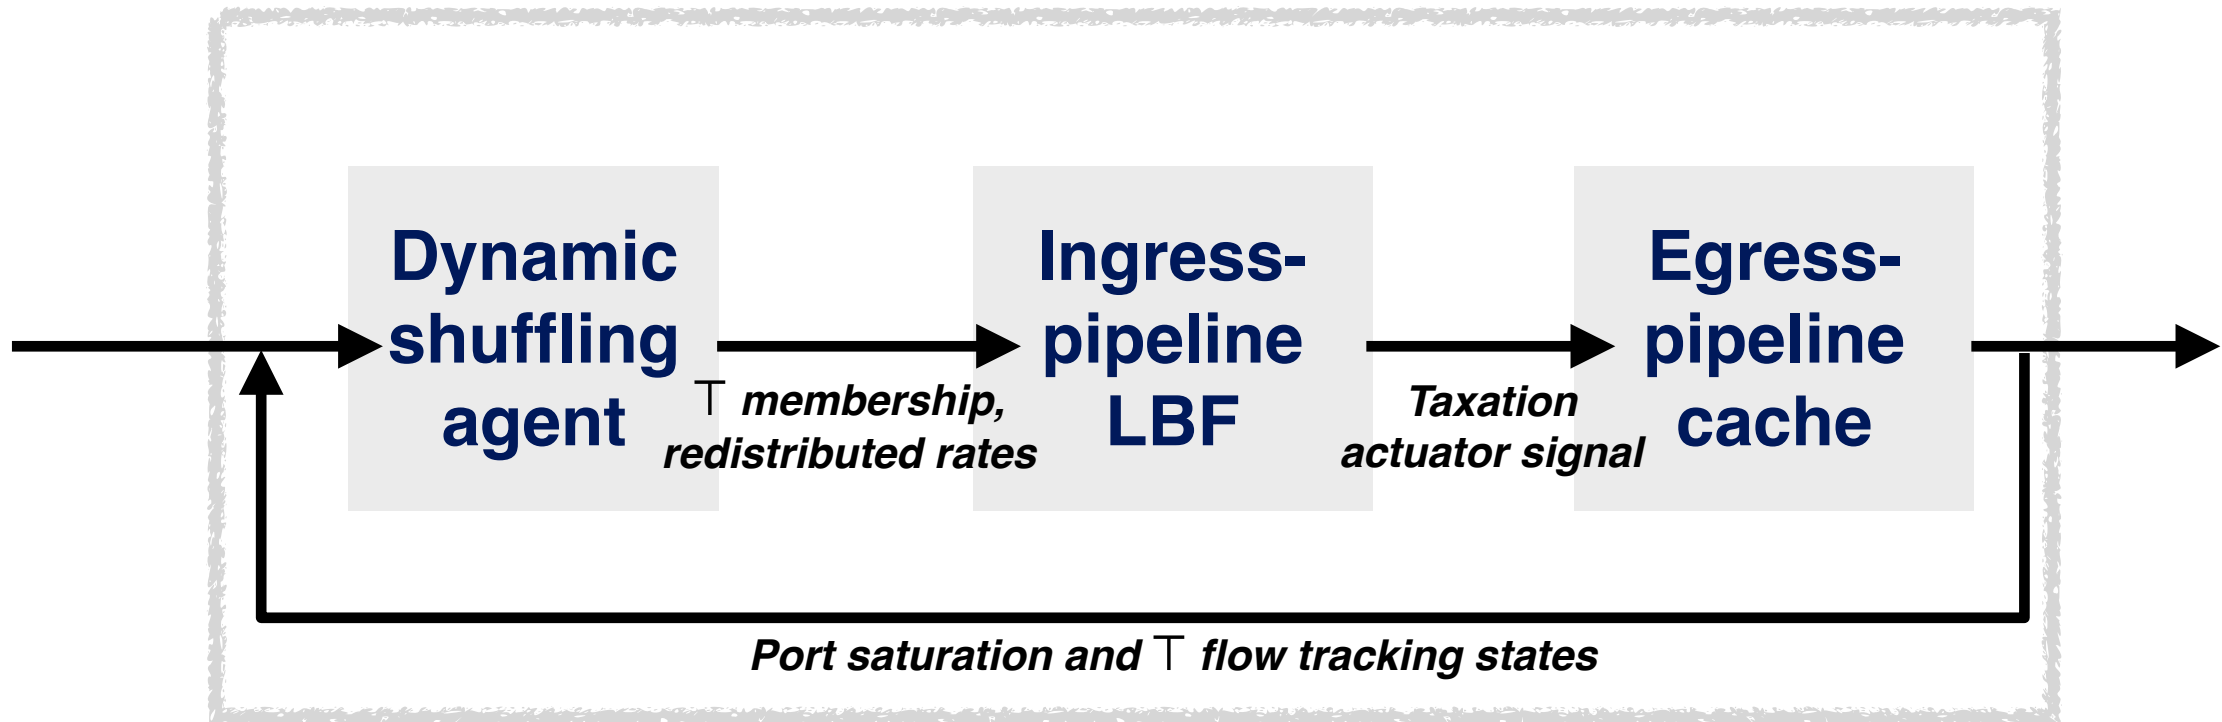 Dynamic
shuffling
agent
⊤ membership,
redistributed rates
Ingress-
pipeline
LBF
Taxation
actuator signal
Egress-
pipeline
cache
Port saturation and ⊤ flow tracking states